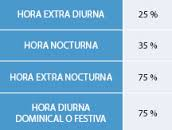 HORA EXTRA DIURNA 25 %
HORA NOCTURNA 35 %
HORA EXTRA NOCTURNA 75 %
HORA DIURNA
DOMINICAL O FESTIVA 75 %